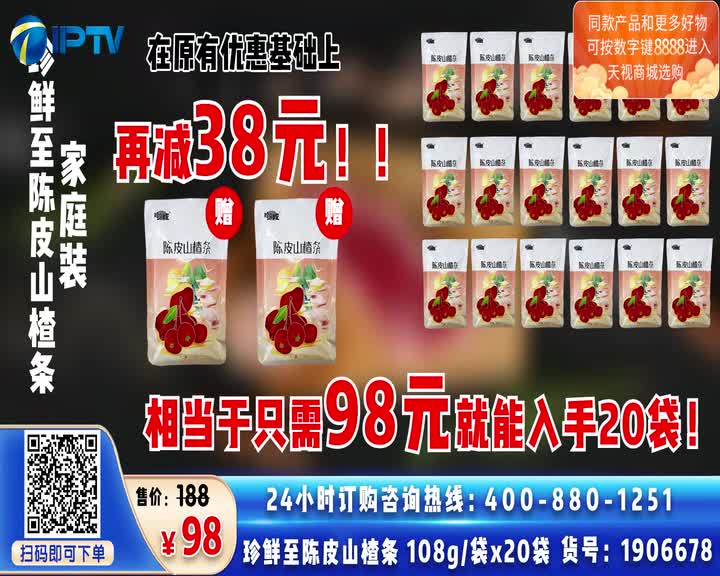 IPTV
珍鲜至陈皮山楂条
家庭装
在原有优惠基础上
再减38元!!
同款产品和更多好物
可按数字键8888进入
天视商城选购
赠
赠
陈皮山楂条
陈皮山楂条
相当于只需98元就能入手20袋!
扫码即可下单
售价: 188
¥98
24小时订购咨询热线: 400-880-1251
珍鲜至陈皮山楂条 108g/袋x20袋 货号: 1906678